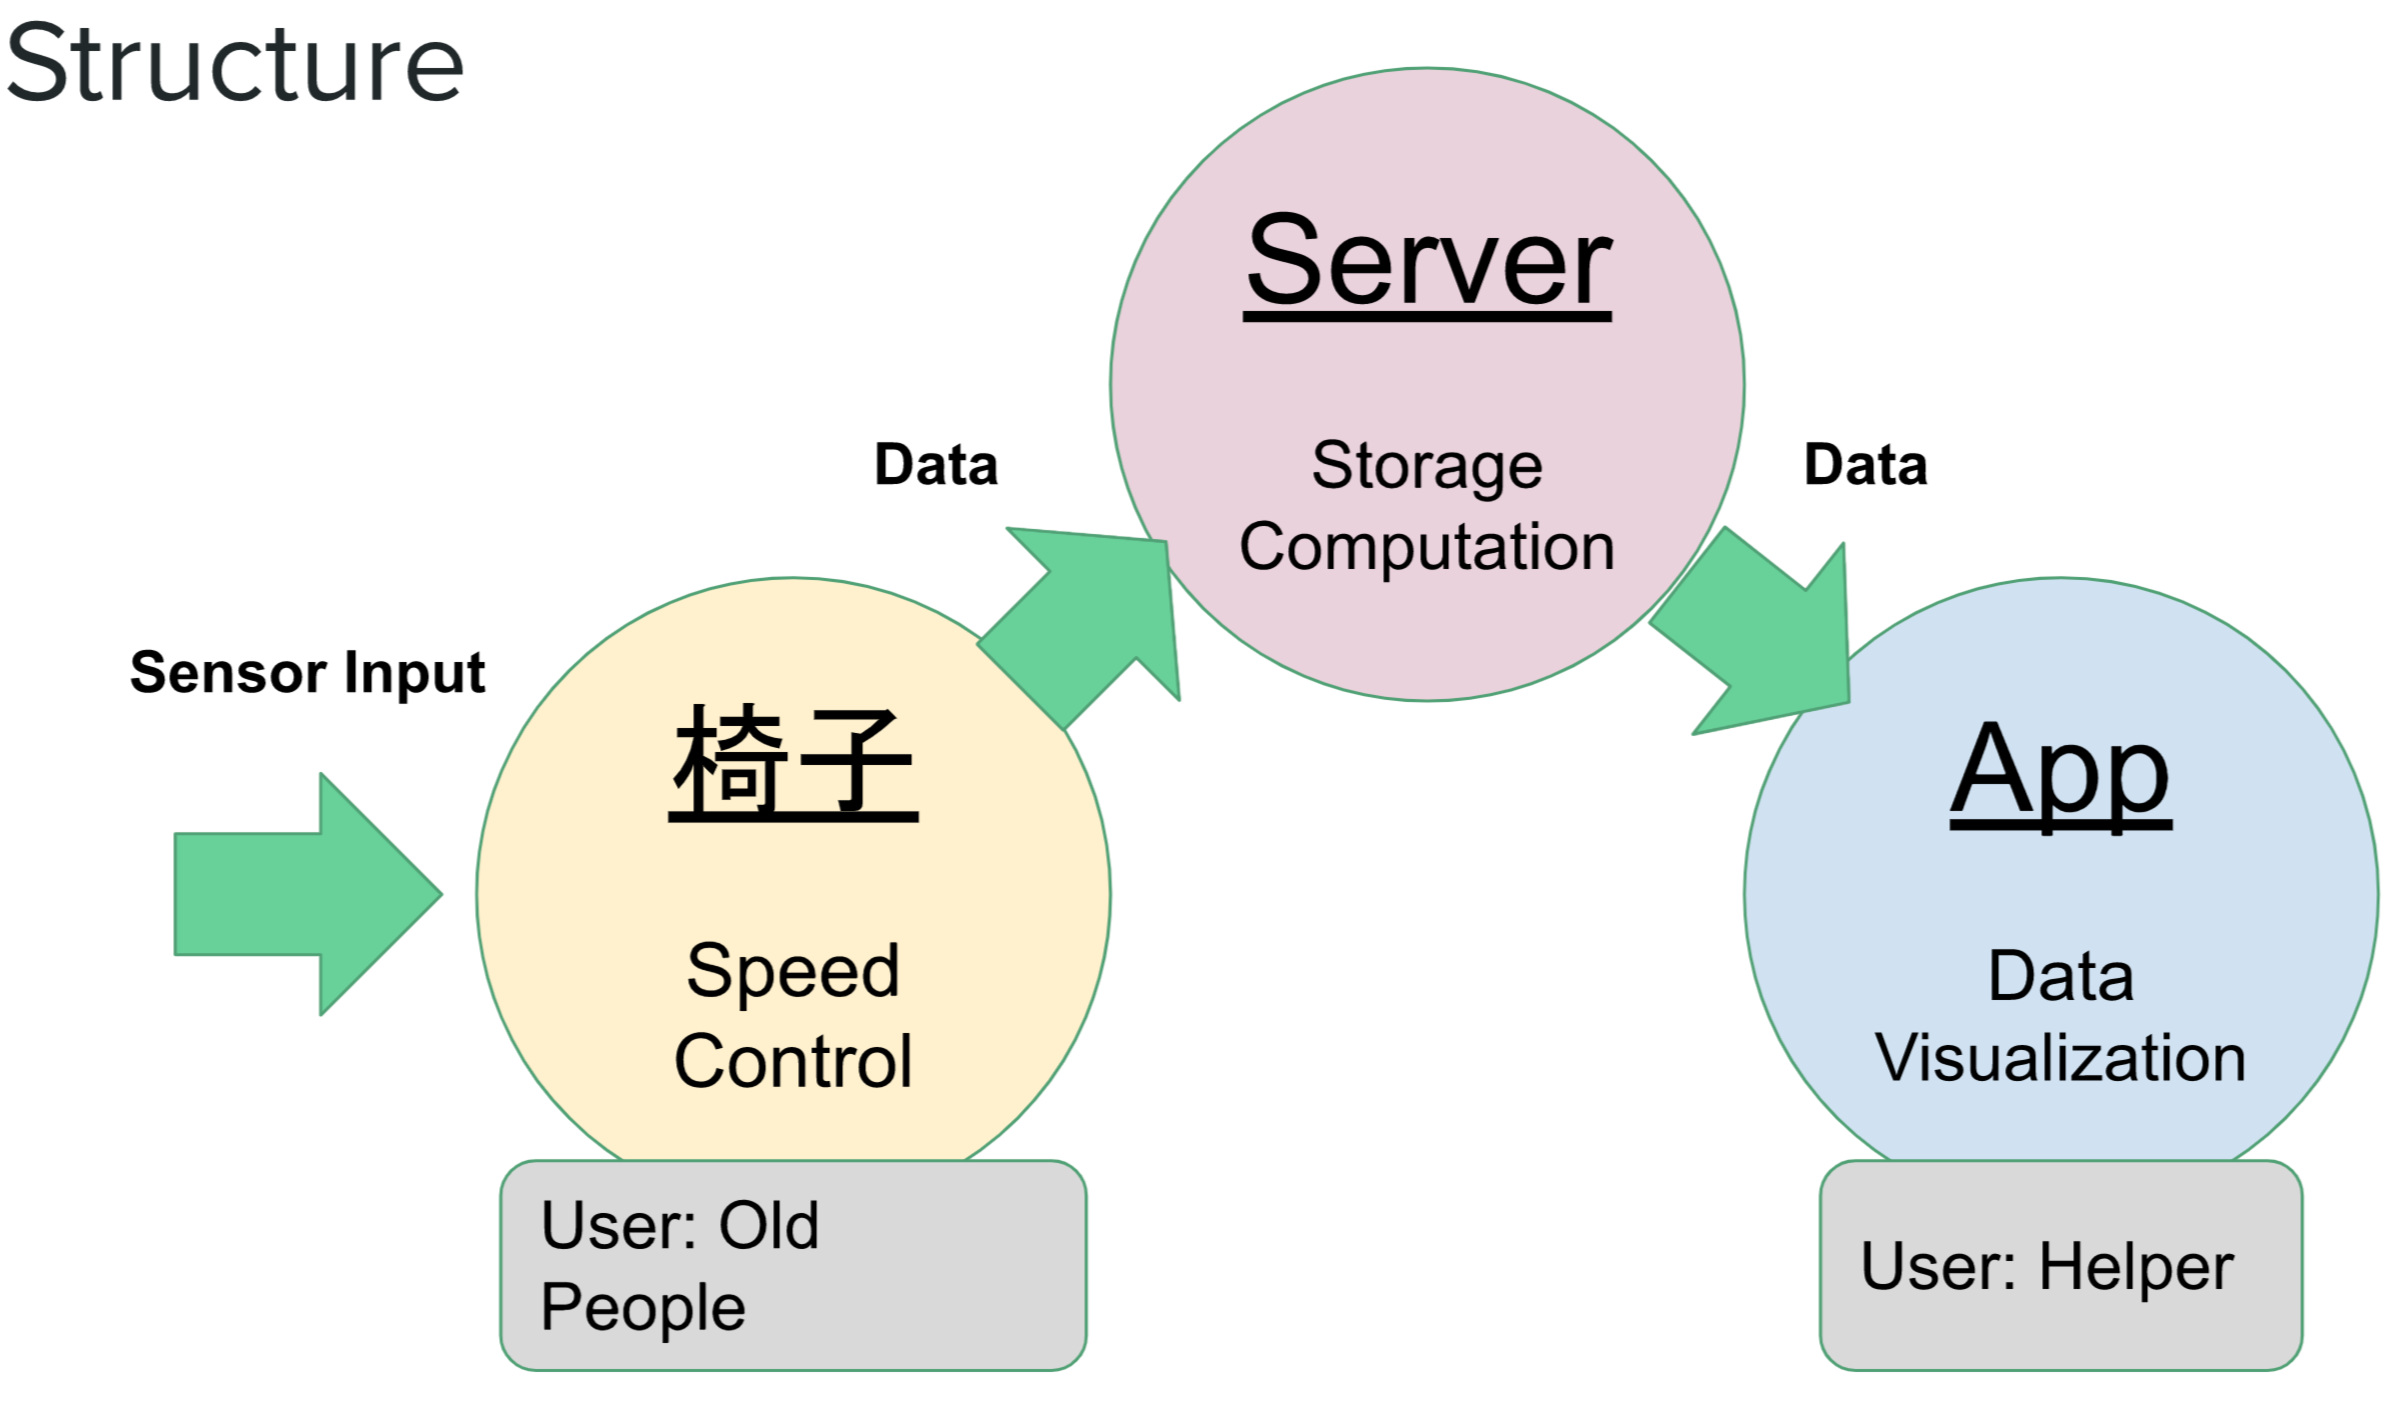 Structure
Sensor Input
椅子
Speed
Control
User: Old
People
Data
Server
Storage
Computation
Data
App
Data
Visualization
User: Helper